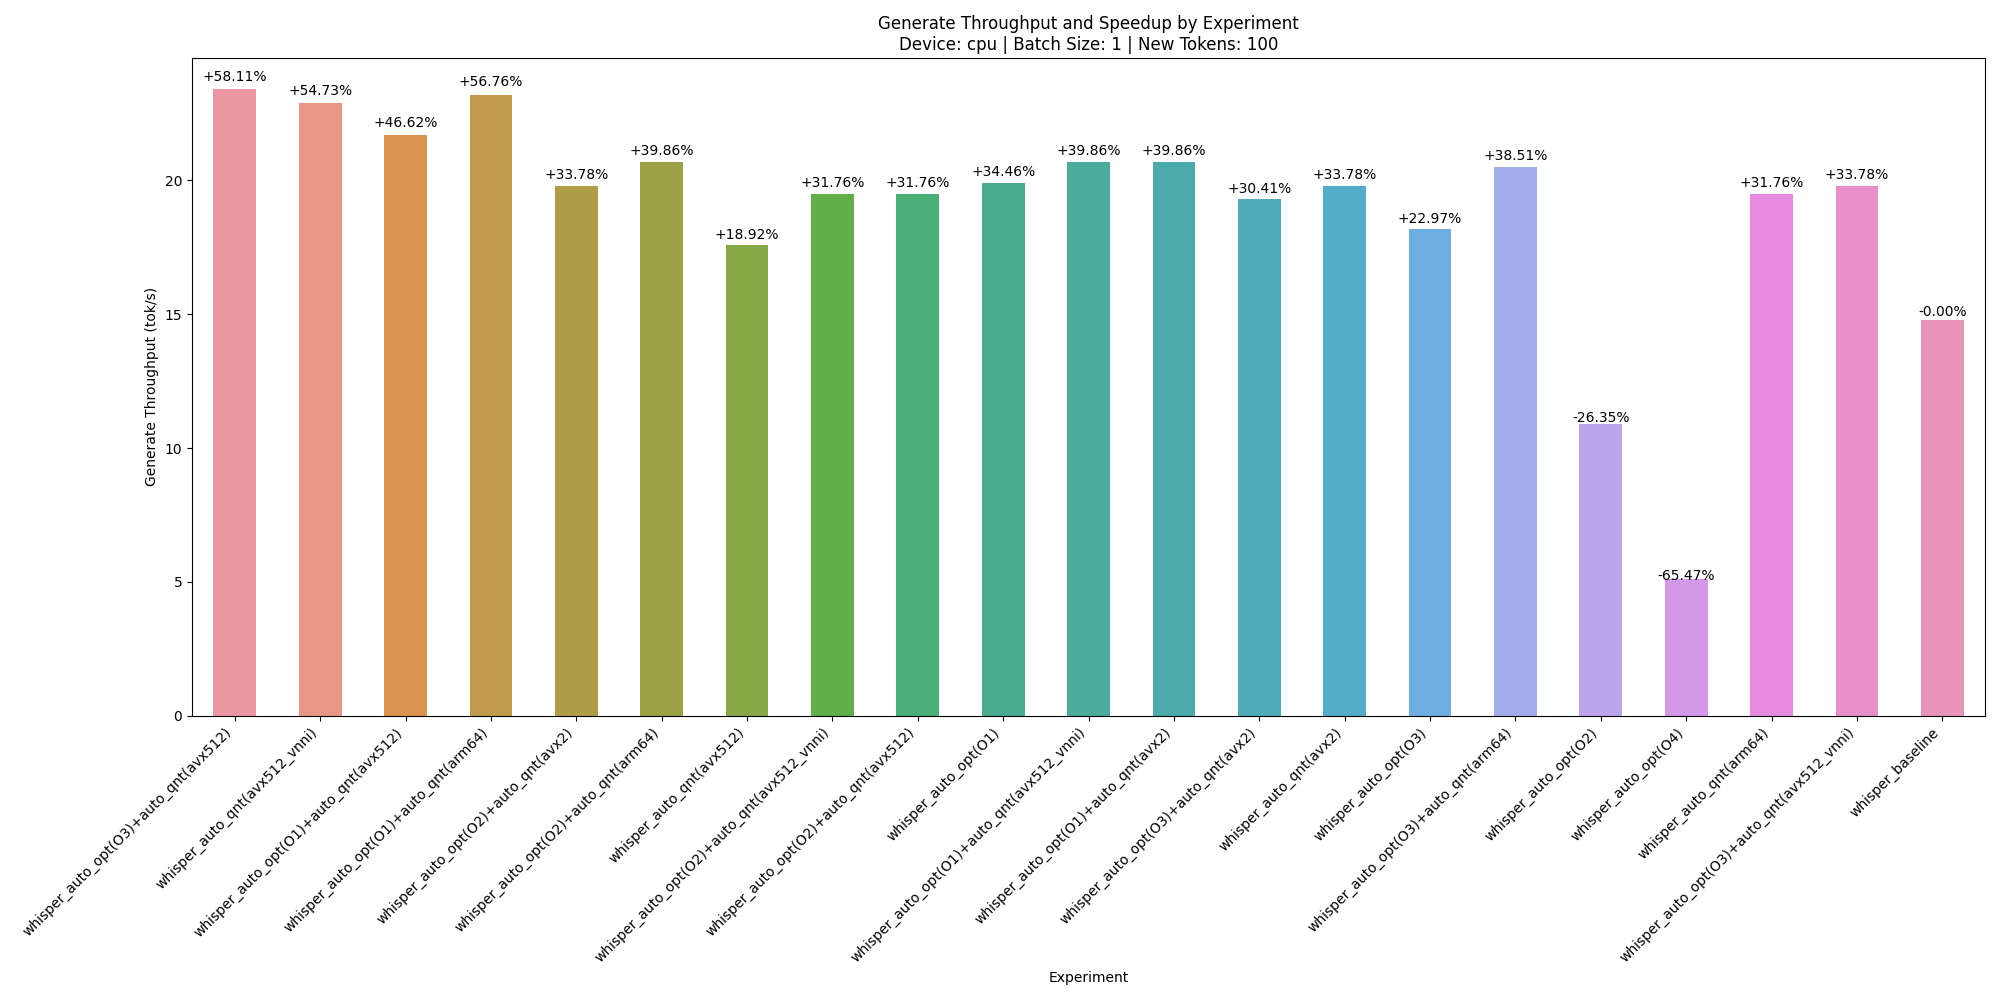 Generate Throughput and Speedup by Experiment
Device: cpu | Batch Size: 1 | New Tokens: 100
Generate Throughput (tok/s)
20
15
10
5
0
+58.11%
+54.73%
+46.62%
+56.76%
+33.78%
+39.86%
+18.92%
+31.76%
+31.76%
+34.46%
+39.86%
+39.86%
+30.41%
+33.78%
+22.97%
+38.51%
-26.35%
-65.47%
+31.76%
+33.78%
-0.00%
whisper_auto_opt(O3)+auto_qnt(avx512)
whisper_auto_qnt(avx512_vnni)
whisper_auto_opt(O1)+auto_qnt(avx512)
whisper_auto_opt(O1)+auto_qnt(arm64)
whisper_auto_opt(O2)+auto_qnt(avx2)
whisper_auto_opt(O2)+auto_qnt(arm64)
whisper_auto_qnt(avx512)
whisper_auto_opt(O2)+auto_qnt(avx512_vnni)
whisper_auto_opt(O2)+auto_qnt(avx512)
whisper_auto_opt(O1)
whisper_auto_opt(O1)+auto_qnt(avx512_vnni)
whisper_auto_opt(O1)+auto_qnt(avx2)
whisper_auto_opt(O3)+auto_qnt(avx2)
whisper_auto_qnt(avx2)
whisper_auto_opt(O3)
whisper_auto_opt(O3)+auto_qnt(arm64)
whisper_auto_opt(O2)
whisper_auto_opt(O4)
whisper_auto_qnt(arm64)
whisper_auto_opt(O3)+auto_qnt(avx512_vnni)
whisper_baseline
Experiment